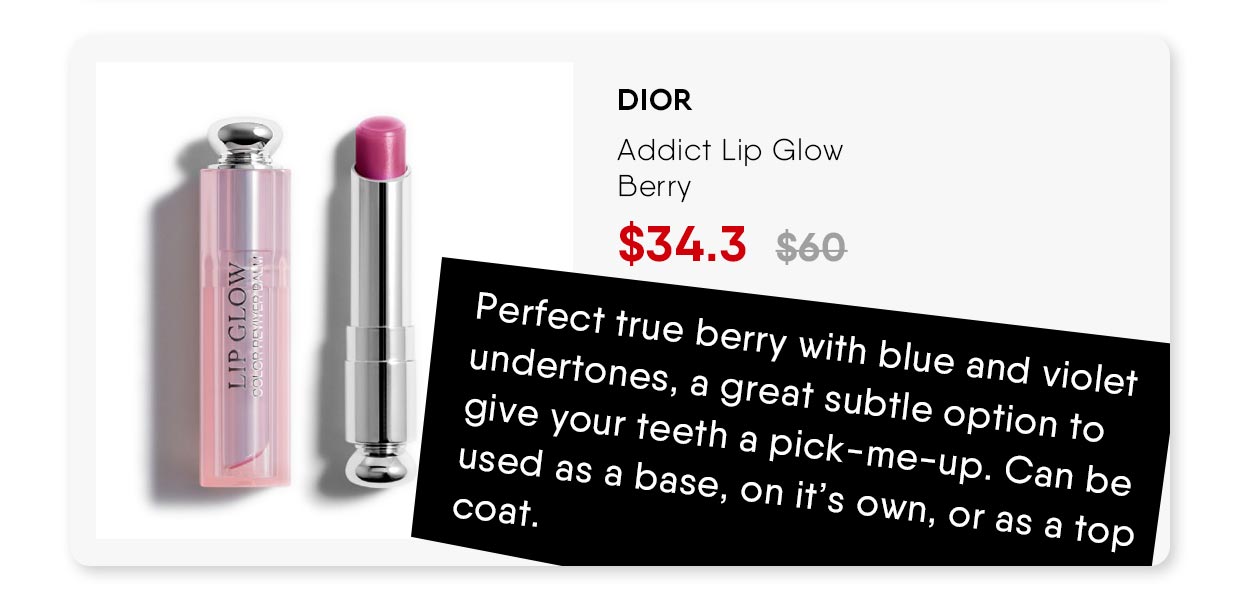 DIOR
Addict Lip Glow
Berry
$34.3 $60
LIP GLOW
COLOR REVIVER BALM
Perfect true berry with blue and violet
undertones, a great subtle option to
give your teeth a pick-me-up. Can be
used as a base, on it’s own, or as a top
coat.